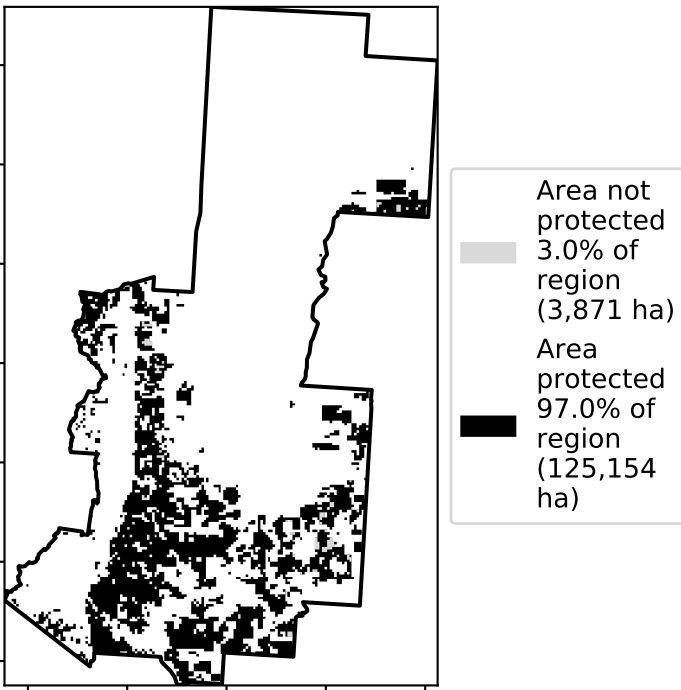 Area not
protected
3.0% of
region
(3,871 ha)
Area
protected
97.0% of
region
(125,154
ha)